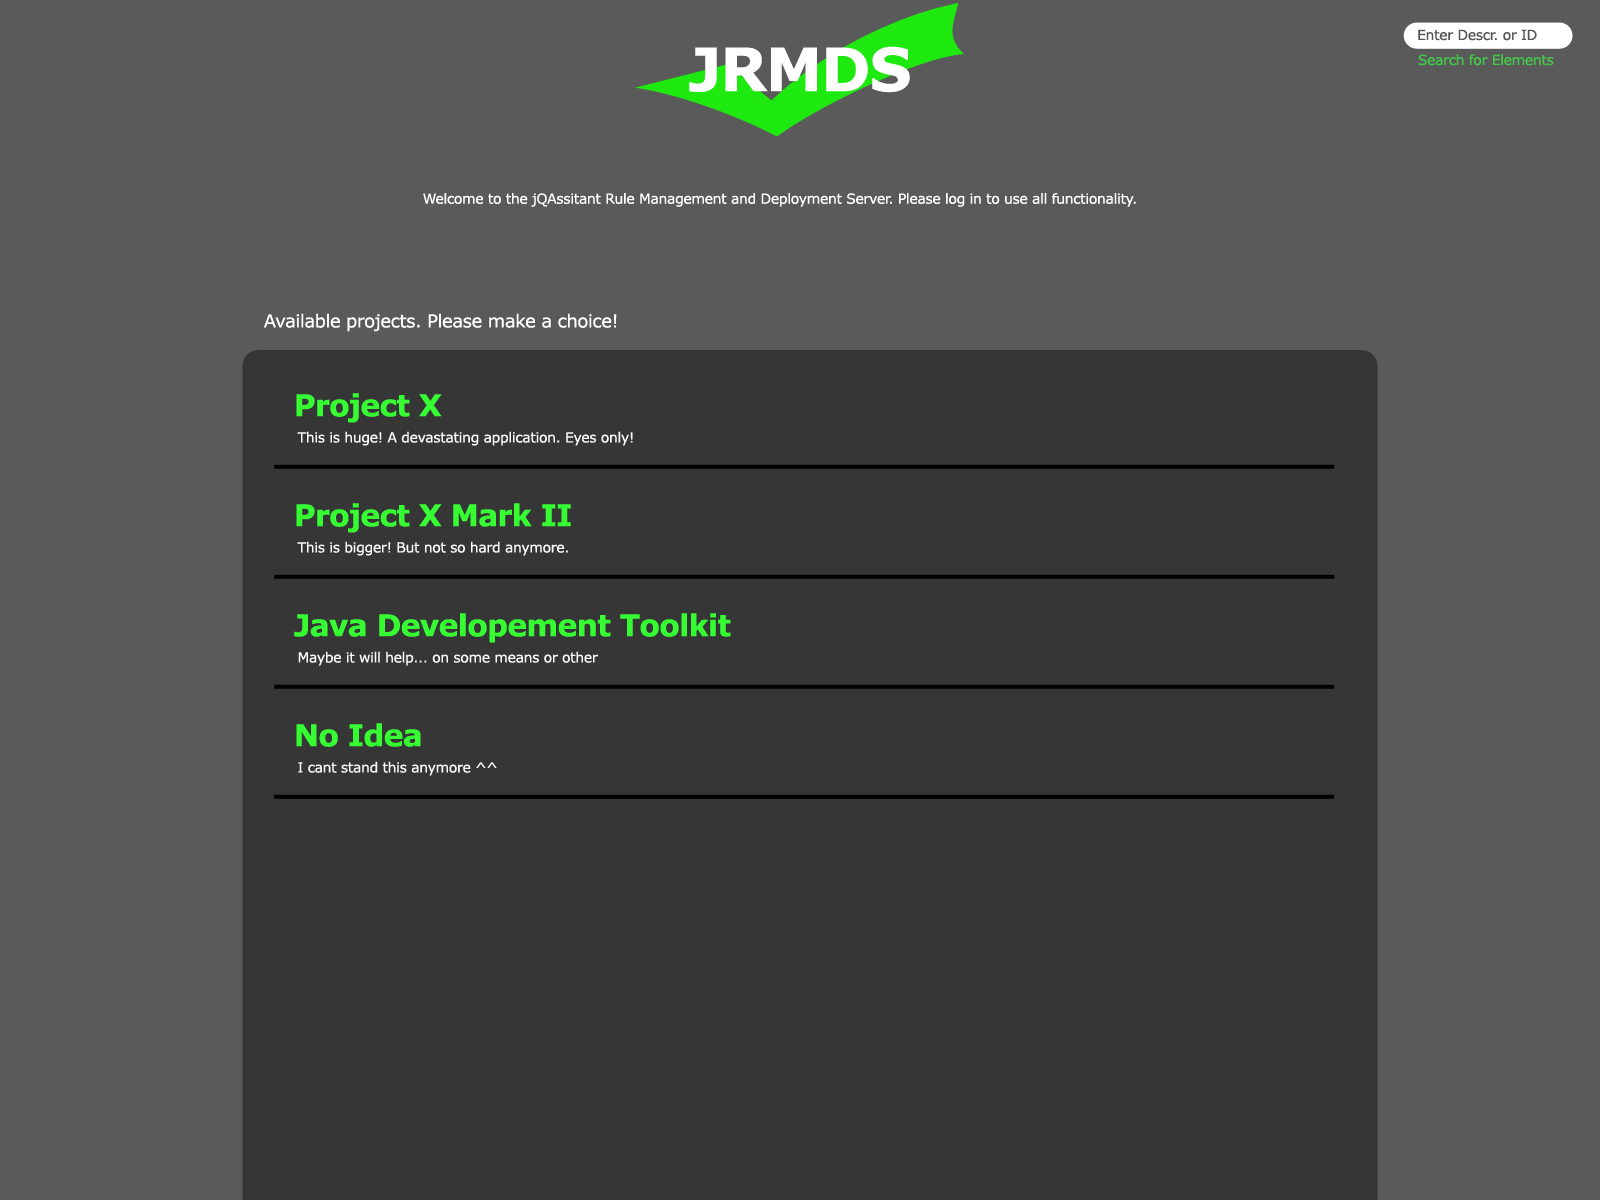 JRMDS
Enter Descr. or ID
Search for Elements
Welcome to the jQAssitant Rule Management and Deployment Server. Please log in to use all functionality.
Available projects. Please make a choice!
Project X
This is huge! A devastating application. Eyes only!
Project X Mark II
This is bigger! But not so hard anymore.
Java Developement Toolkit
Maybe it will help... on some means or other
No Idea
I cant stand this anymore ^^